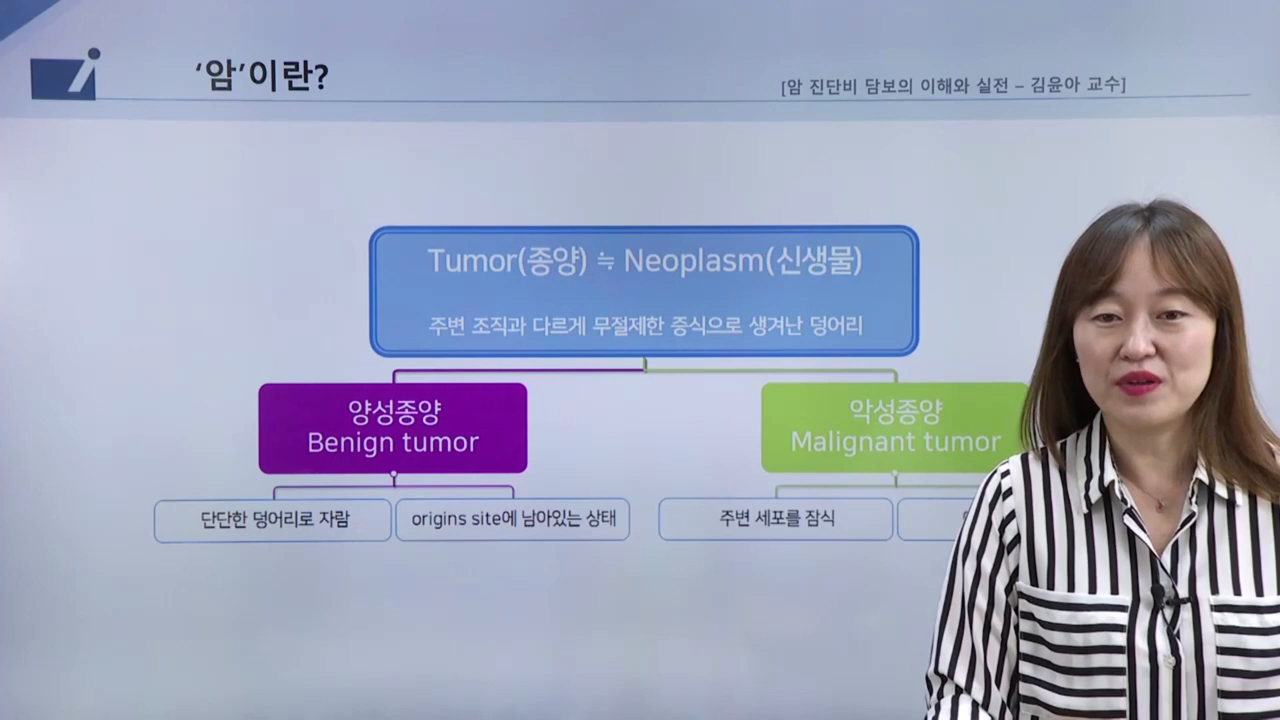 ‘암’이란?
[암 진단비 담보의 이해와 실전 – 김윤아 교수]
Tumor(종양) ≒ Neoplasm(신생물)
주변 조직과 다르게 무절제한 증식으로 생겨난 덩어리
양성종양
Benign tumor
악성종양
Malignant tumor
단단한 덩어리로 자람
origins site에 남아있는 상태
주변 세포를 잠식